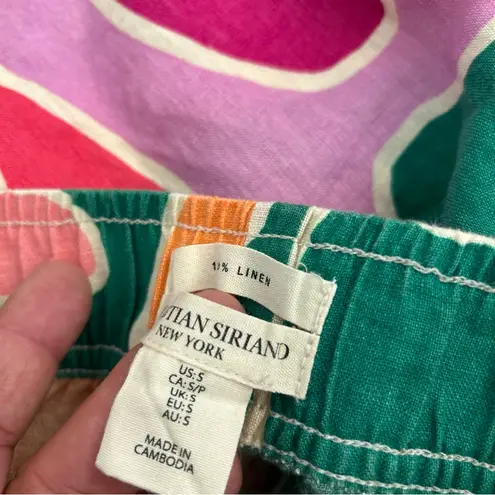 % LINEN
TIAN SIRIANO
NEW YORK
US:S
CA:S/P
UK:S
EU:S
AU:S
MADE IN
CAMBODIA